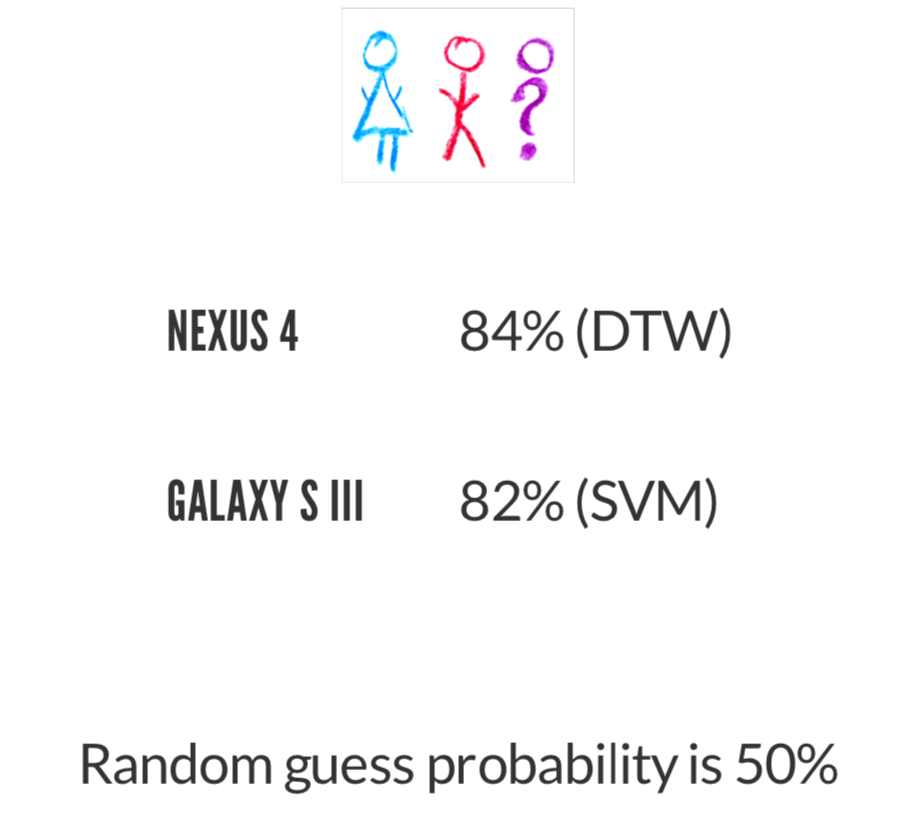 NEXUS 4 84% (DTW)
GALAXY S III 82% (SVM)
Random guess probability is 50%